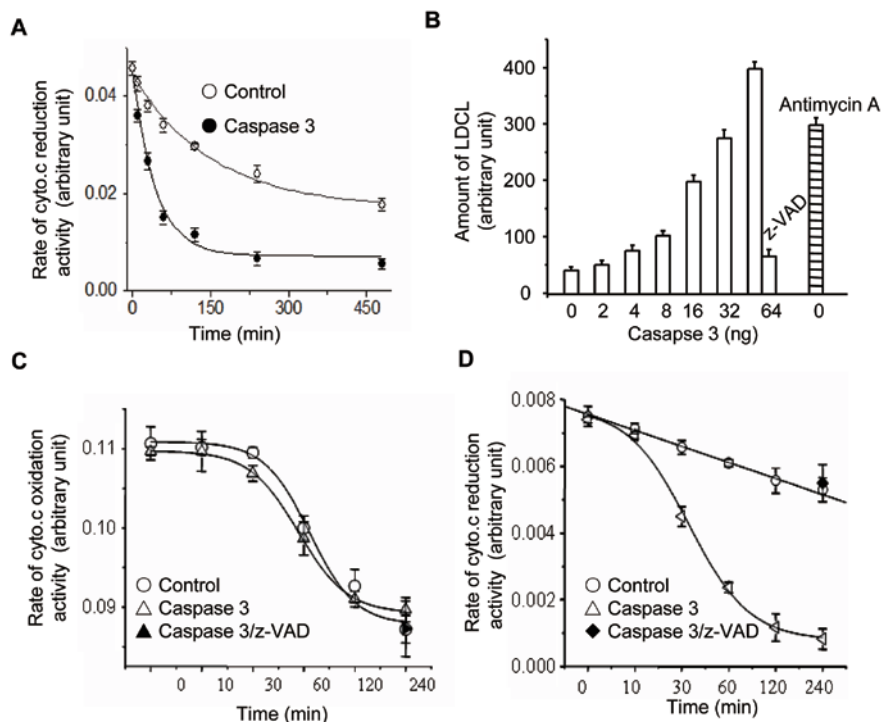 A
Rate of cyto.c reduction
activity (arbitrary unit)
0.04
0.02
0.00
Control
Caspase 3
0 150 300 450
Time (min)
B
Amount of LDCL
(arbitrary unit)
400
300
200
100
0
z-VAD
Antimycin A
0 2 4 8 16 32 64 0
Casapse 3 (ng)
C
Rate of cyto.c oxidation
activity (arbitrary unit)
0.11
0.10
0.09
Control
Caspase 3
Caspase 3/z-VAD
0 10 30 60 120 240
Time (min)
D
Rate of cyto.c reduction
activity (arbitrary unit)
0.008
0.006
0.004
0.002
0.000
Control
Caspase 3
Caspase 3/z-VAD
0 10 30 60 120 240
Time (min)